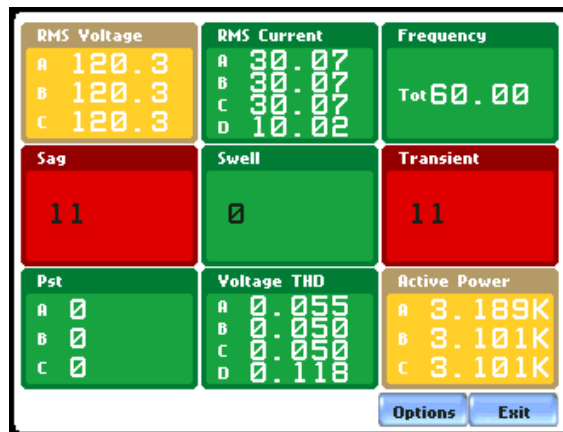 RMS Voltage
A 120.3
B 120.3
C 120.3
RMS Current
A 30.07
B 30.07
C 30.07
D 10.02
Frequency
Tot 60.00
Sag
11
Swell
0
Transient
11
Pst
A 0
B 0
C 0
Voltage THD
A 0.055
B 0.050
C 0.050
D 0.118
Active Power
A 3.189K
B 3.101K
C 3.101K
Options
Exit